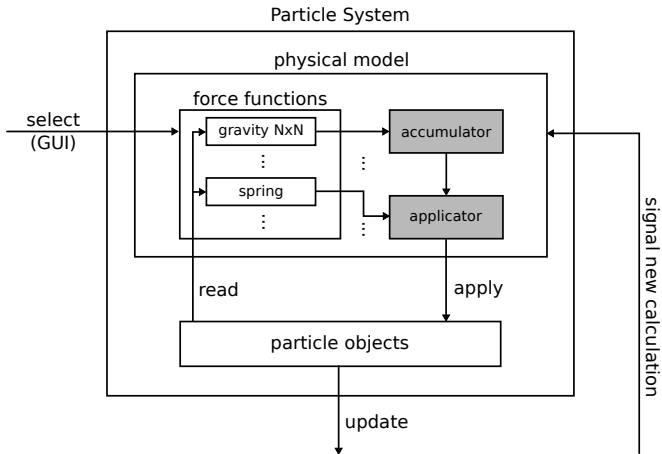 Particle System
physical model
force functions
select
(GUI)
gravity NxN
accumulator
⋮
⋮
spring
applicator
⋮
⋮
read
apply
signal new calculation
particle objects
update